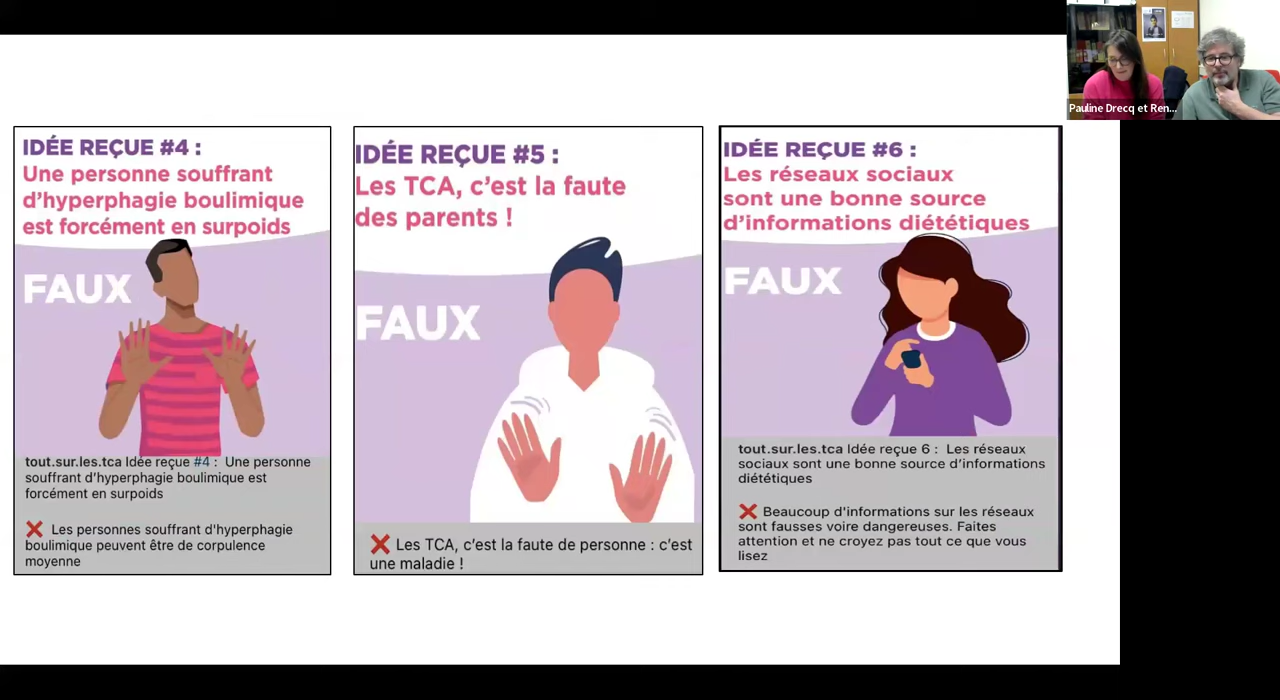 Pauline Drecq et Ren...
IDÉE REÇUE #4 :
Une personne souffrant
d'hyperphagie boulimique
est forcément en surpoids
FAUX
tout.sur.les.tca Idée reçue #4 : Une personne
souffrant d'hyperphagie boulimique est
forcément en surpoids
❌ Les personnes souffrant d'hyperphagie
boulimique peuvent être de corpulence
moyenne
IDÉE REÇUE #5 :
Les TCA, c'est la faute
des parents !
FAUX
❌ Les TCA, c'est la faute de personne : c'est
une maladie !
IDÉE REÇUE #6 :
Les réseaux sociaux
sont une bonne source
d'informations diététiques
FAUX
tout.sur.les.tca Idée reçue 6 : Les réseaux
sociaux sont une bonne source d'informations
diététiques
❌ Beaucoup d'informations sur les réseaux
sont fausses voire dangereuses. Faites
attention et ne croyez pas tout ce que vous
lisez